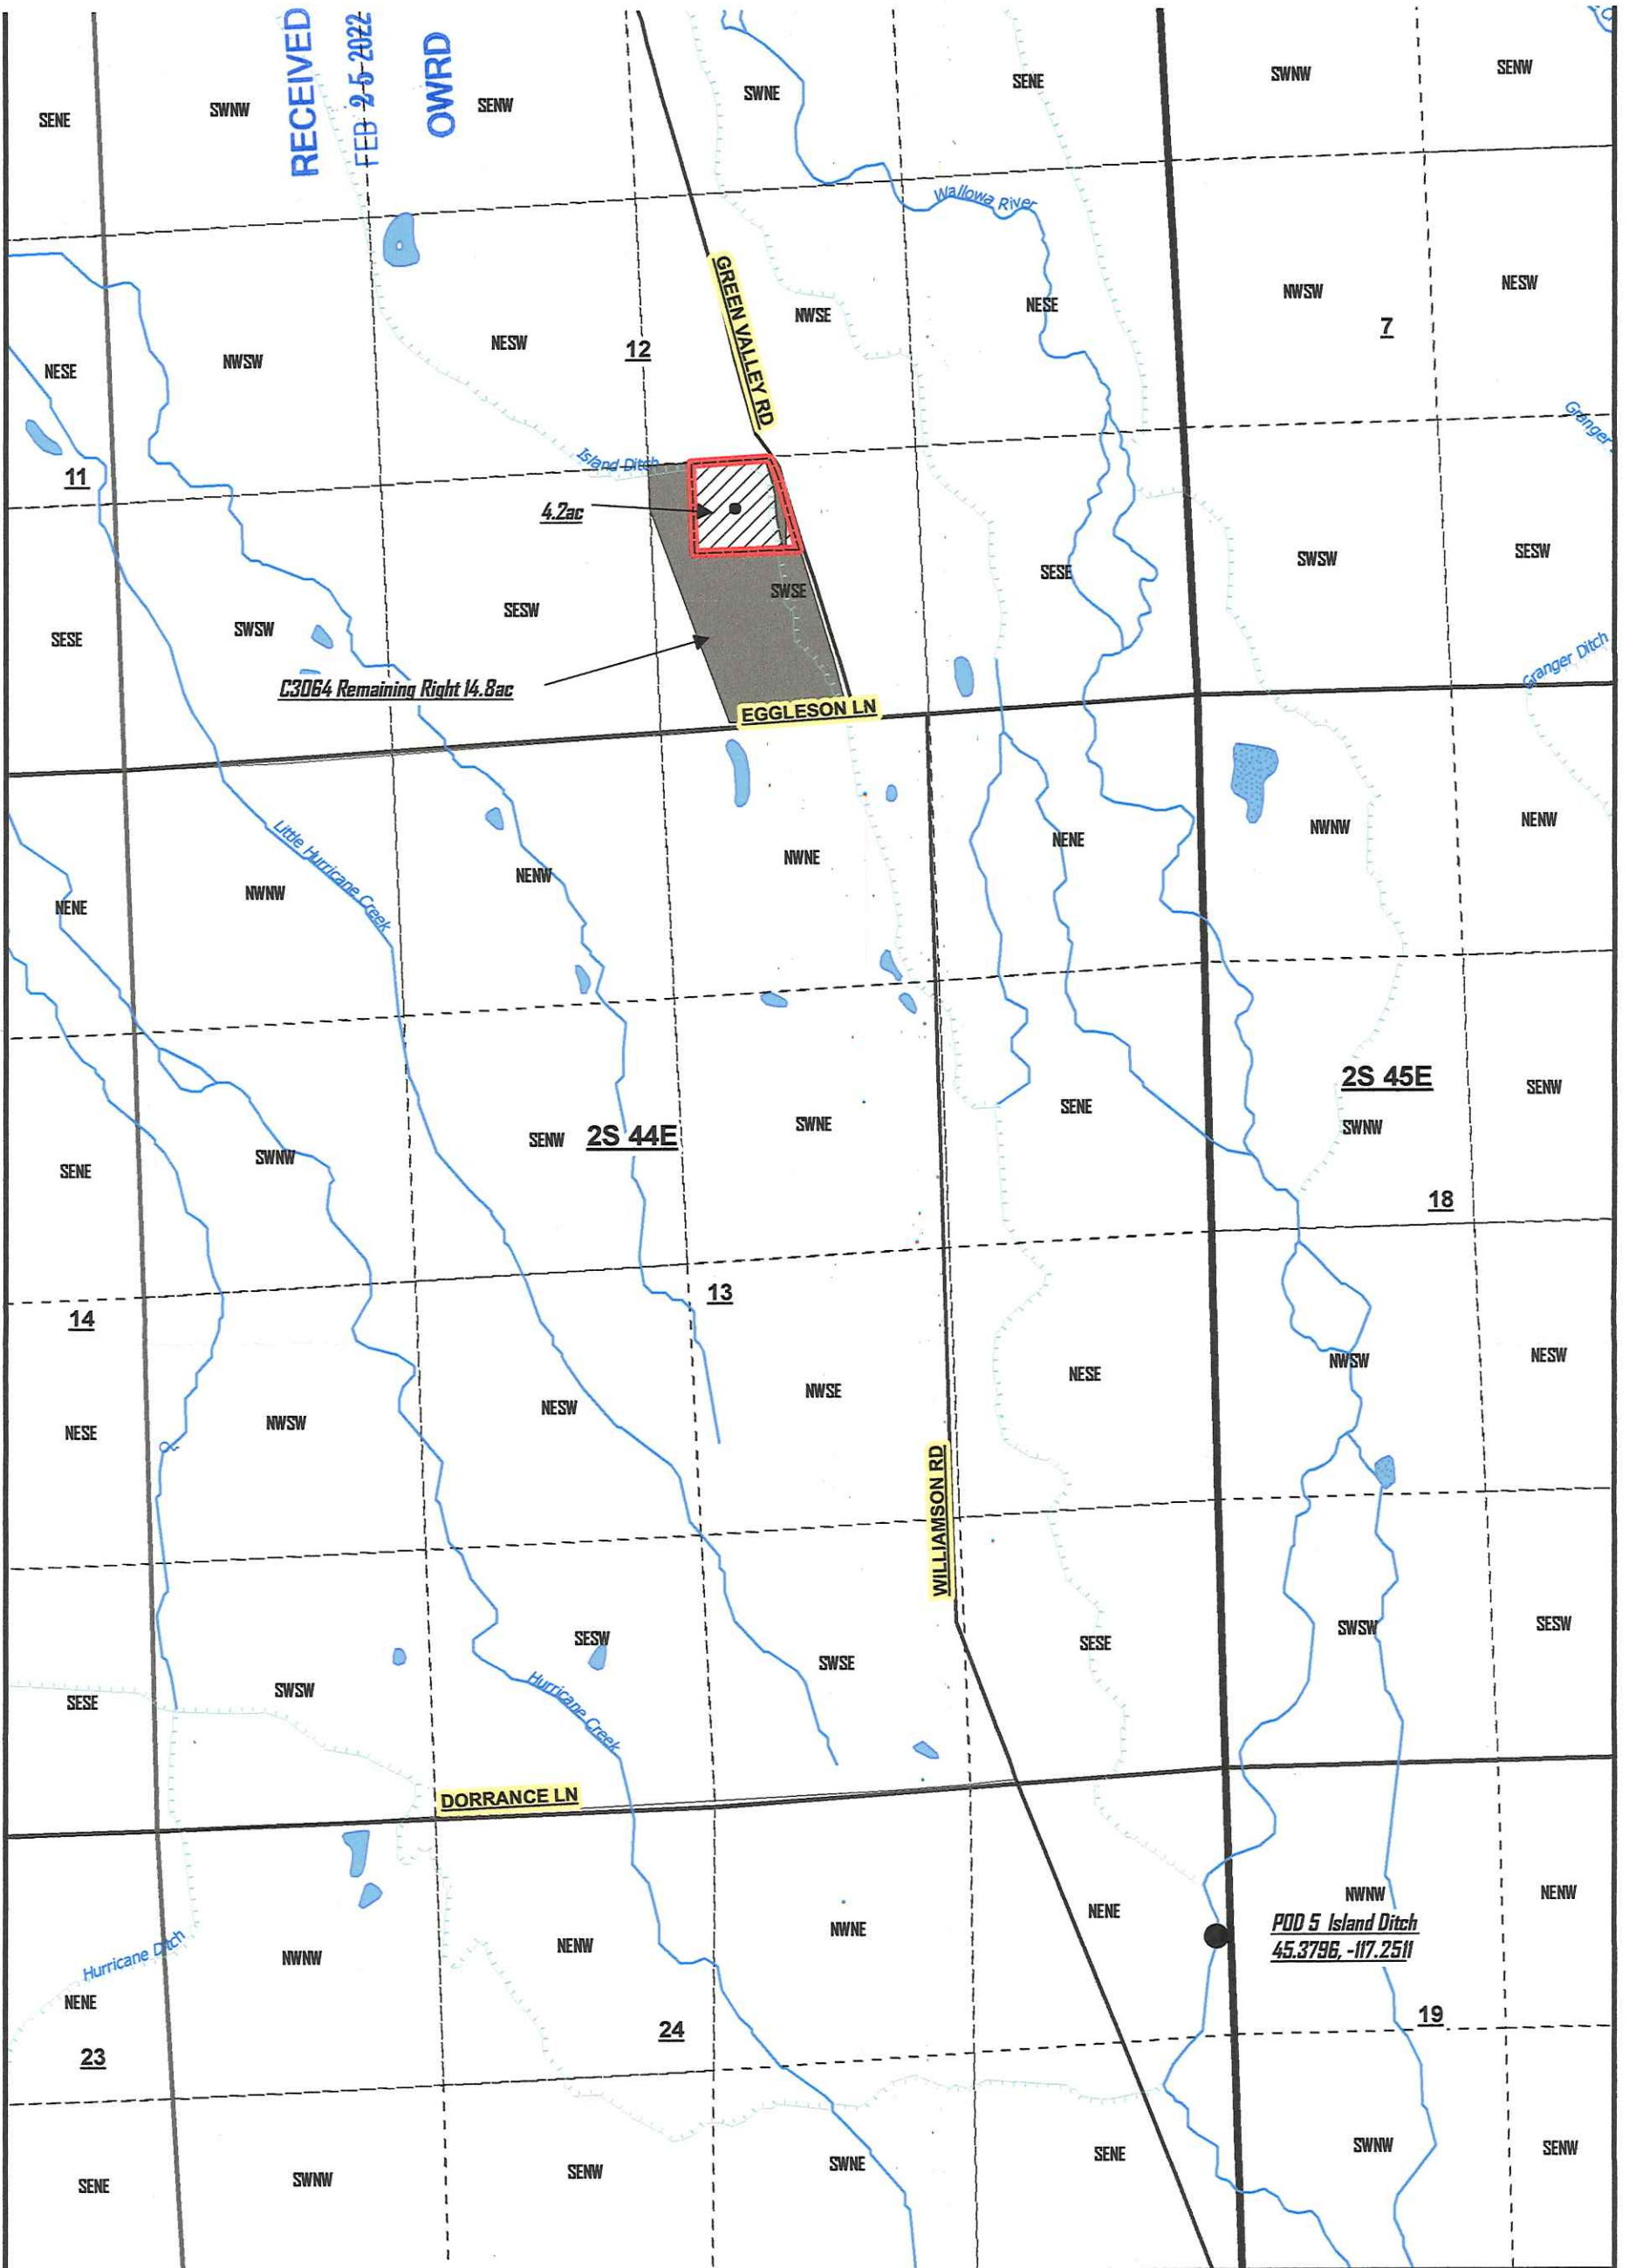 RECEIVED
FEB 25 2022
OWRD
SENE
SWNW
SENW
SWNE
SENE
SWNW
SENW
Wallowa River
GREEN VALLEY RD
NESE
NWSW
NESW
12
NWSE
NESE
NWSW
7
NESW
11
Island Ditch
Granger
4.2ac
SESE
SWSW
SESW
SWSE
SESE
SWSW
SESW
C3064 Remaining Right 14.8ac
EGGLESON LN
Granger Ditch
Little Hurricane Creek
NENE
NWNW
NENW
NWNE
NENE
NWNW
NENW
SENE
SWNW
SENW
2S 44E
SWNE
SENE
2S 45E
SWNW
SENW
18
14
13
NESE
NWSW
NESW
NWSE
NESE
NWSW
NESW
WILLIAMSON RD
SESE
SWSW
SESW
SWSE
SESE
SWSW
SESW
Hurricane Creek
DORRANCE LN
Hurricane Ditch
NENE
NWNW
NENW
NWNE
NENE
NWNW
NENW
POD 5 Island Ditch
45.3796, -117.2511
23
24
19
SENE
SWNW
SENW
SWNE
SENE
SWNW
SENW